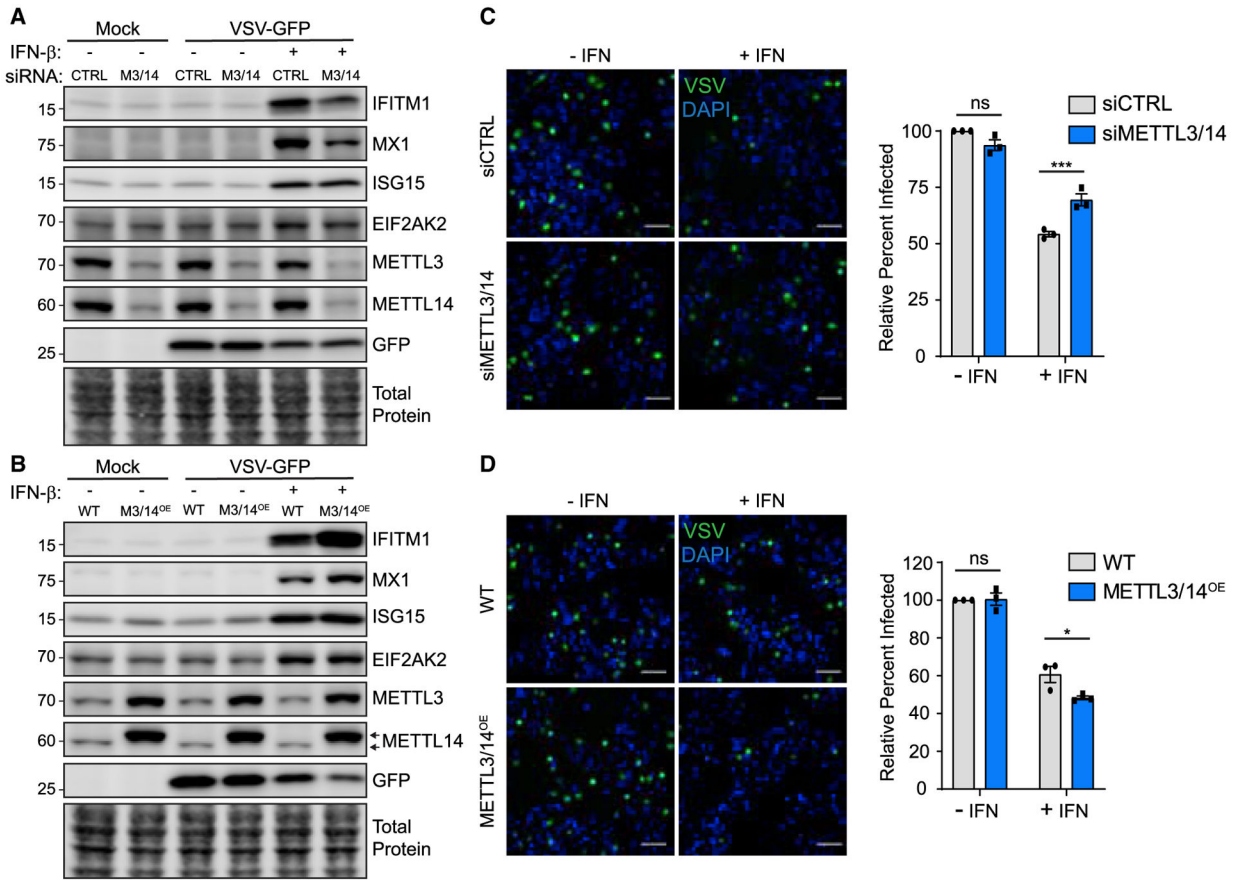 A
Mock VSV-GFP
IFN-β: - - - - + +
siRNA: CTRL M3/14 CTRL M3/14 CTRL M3/14
15 IFITM1
75 MX1
15 ISG15
70 EIF2AK2
70 METTL3
60 METTL14
25 GFP
Total
Protein
B
Mock VSV-GFP
IFN-β: - - - - + +
WT M3/14OE WT M3/14OE WT M3/14OE
15 IFITM1
75 MX1
15 ISG15
70 EIF2AK2
70 METTL3
60 METTL14
25 GFP
Total
Protein
C
- IFN + IFN
siCTRL
VSV
DAPI
siMETTL3/14
siCTRL
siMETTL3/14
Relative Percent Infected
100
75
50
25
0
ns
***
- IFN + IFN
D
- IFN + IFN
WT
VSV
DAPI
METTL3/14OE
WT
METTL3/14OE
Relative Percent Infected
120
100
80
60
40
20
0
ns
*
- IFN + IFN